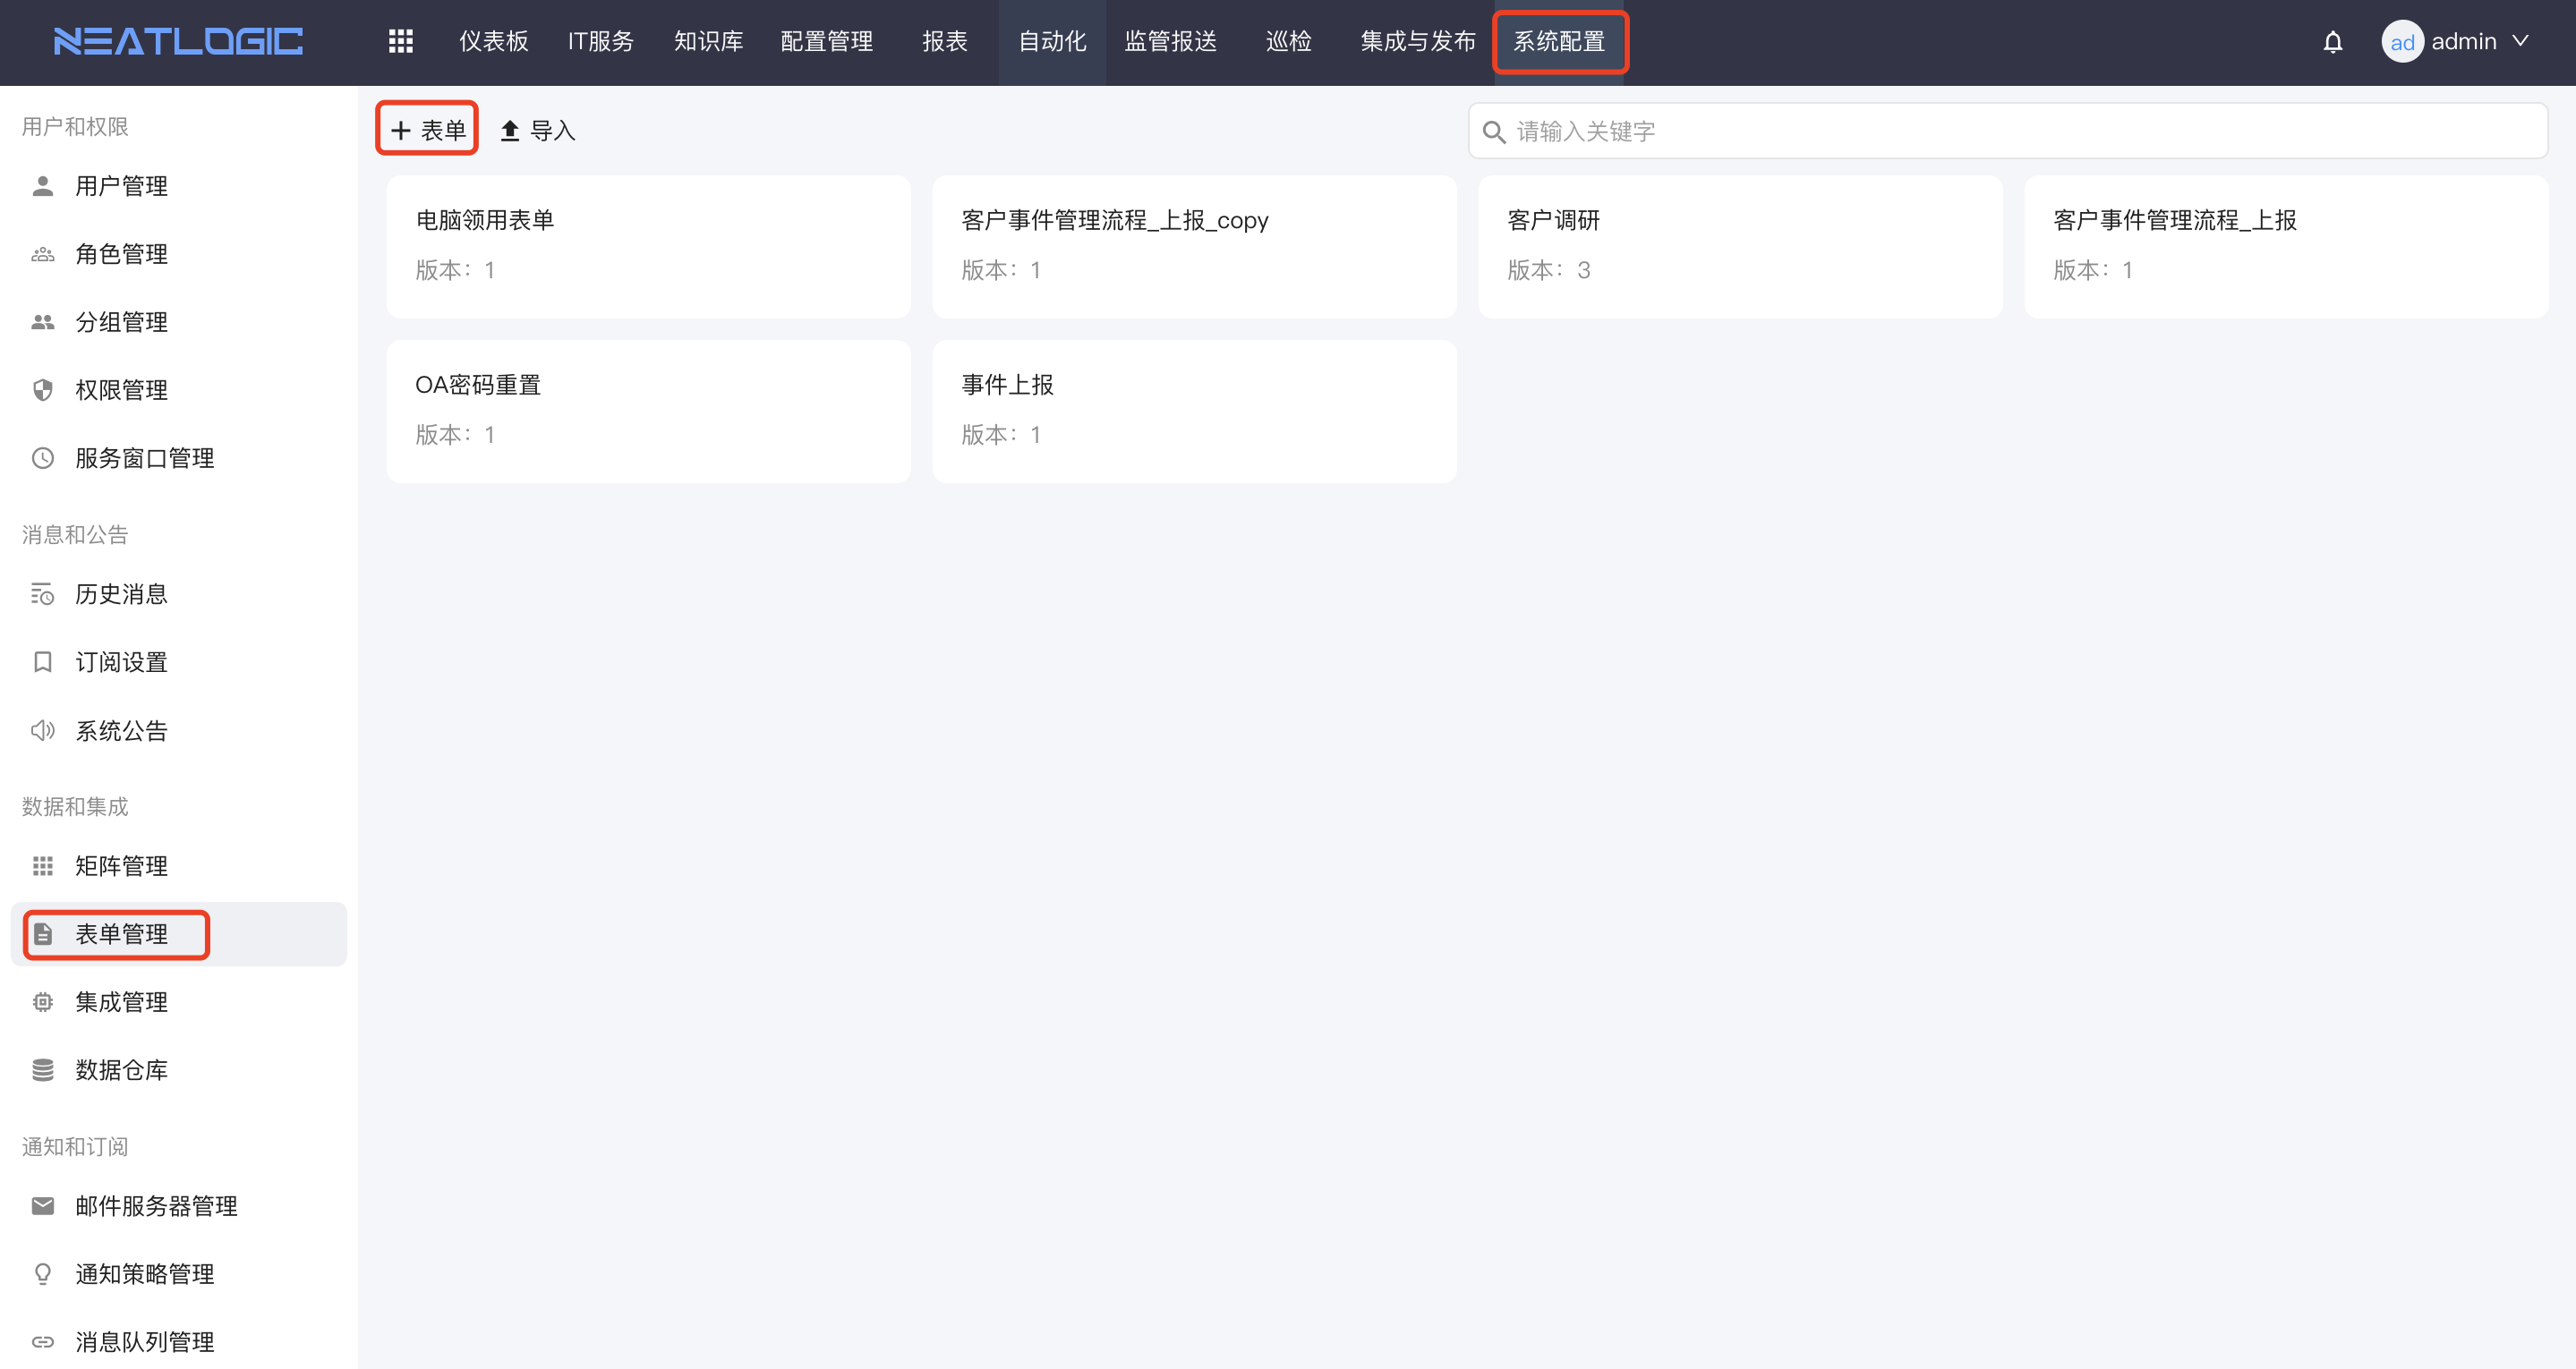 NEATLOGIC
仪表板 IT服务 知识库 配置管理 报表 自动化 监管报送 巡检 集成与发布 系统配置
ad admin
用户和权限
用户管理
角色管理
分组管理
权限管理
服务窗口管理
消息和公告
历史消息
订阅设置
系统公告
数据和集成
矩阵管理
表单管理
集成管理
数据仓库
通知和订阅
邮件服务器管理
通知策略管理
消息队列管理
表单 导入
请输入关键字
电脑领用表单
版本：1
客户事件管理流程_上报_copy
版本：1
客户调研
版本：3
客户事件管理流程_上报
版本：1
OA密码重置
版本：1
事件上报
版本：1